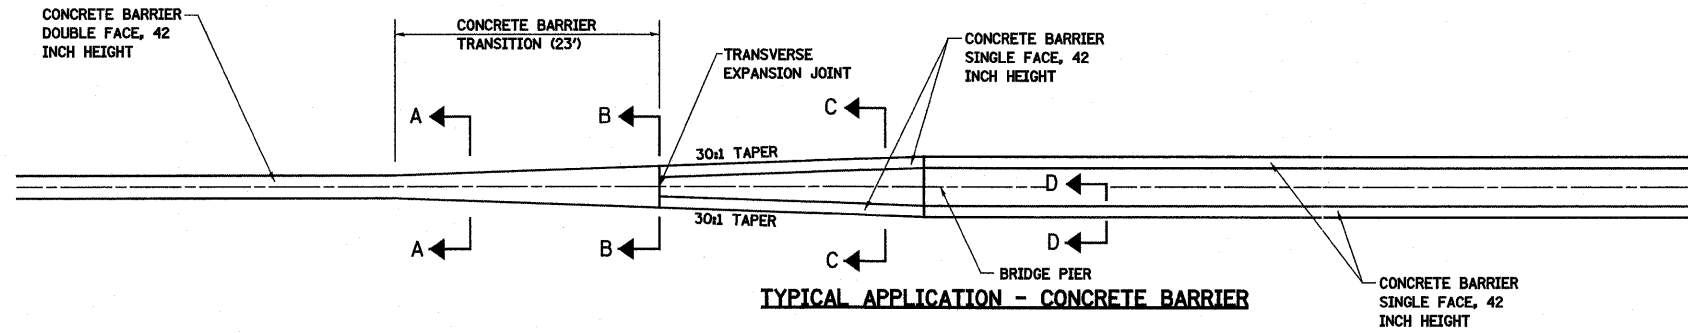 CONCRETE BARRIER
DOUBLE FACE, 42
INCH HEIGHT
CONCRETE BARRIER
TRANSITION (23')
TRANSVERSE
EXPANSION JOINT
CONCRETE BARRIER
SINGLE FACE, 42
INCH HEIGHT
A
B
C
30:1 TAPER
D
30:1 TAPER
A
B
C
D
BRIDGE PIER
CONCRETE BARRIER
SINGLE FACE, 42
INCH HEIGHT
TYPICAL APPLICATION - CONCRETE BARRIER